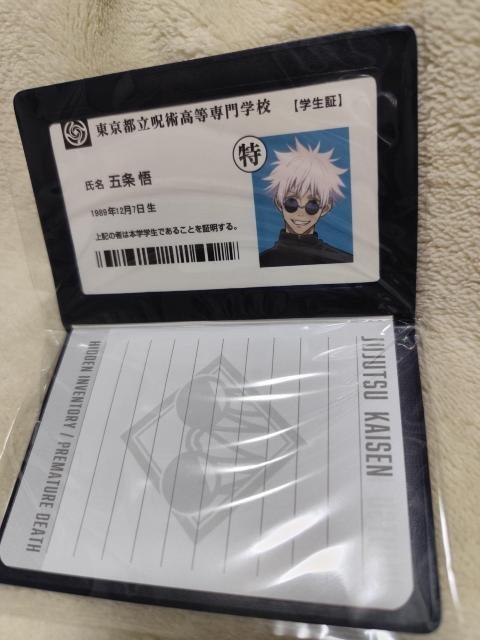 東京都立呪術高等専門学校 【学生証】
特
氏名 五条 悟
1989年12月7日 生
上記の者は本学学生であることを証明する。
JUJUTSU KAISEN
HIDDEN INVENTORY / PREMATURE DEATH